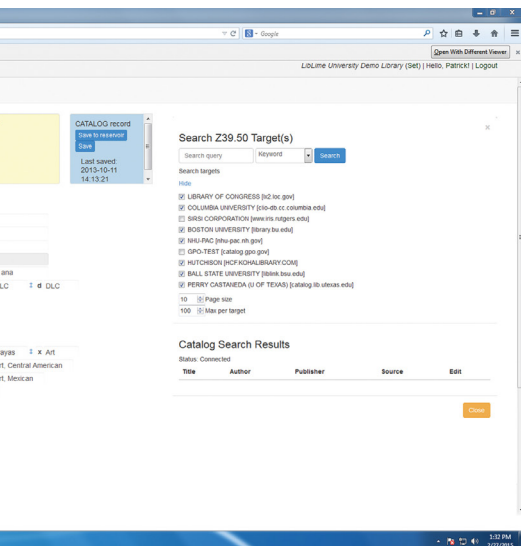 Google
Open With Different Viewer
LibLime University Demo Library (Set) | Hello, Patrick! | Logout
CATALOG record
Save to reservoir
Save
Last saved:
2013-10-11
14:13:21
ana
LC d DLC
ayas x Art
rt, Central American
rt, Mexican
Search Z39.50 Target(s)
Search query Keyword Search
Search targets
Hide
LIBRARY OF CONGRESS [lx2.loc.gov]
COLUMBIA UNIVERSITY [clio-db.cc.columbia.edu]
SIRSI CORPORATION [www.iris.rutgers.edu]
BOSTON UNIVERSITY [library.bu.edu]
NHU-PAC [nhu-pac.nh.gov]
GPO-TEST [catalog.gpo.gov]
HUTCHISON [HCF.KOHALIBRARY.COM]
BALL STATE UNIVERSITY [liblink.bsu.edu]
PERRY CASTANEDA (U OF TEXAS) [catalog.lib.utexas.edu]
10 Page size
100 Max per target
Catalog Search Results
Status: Connected
Title Author Publisher Source Edit
Close
1:32 PM
2/27/2015